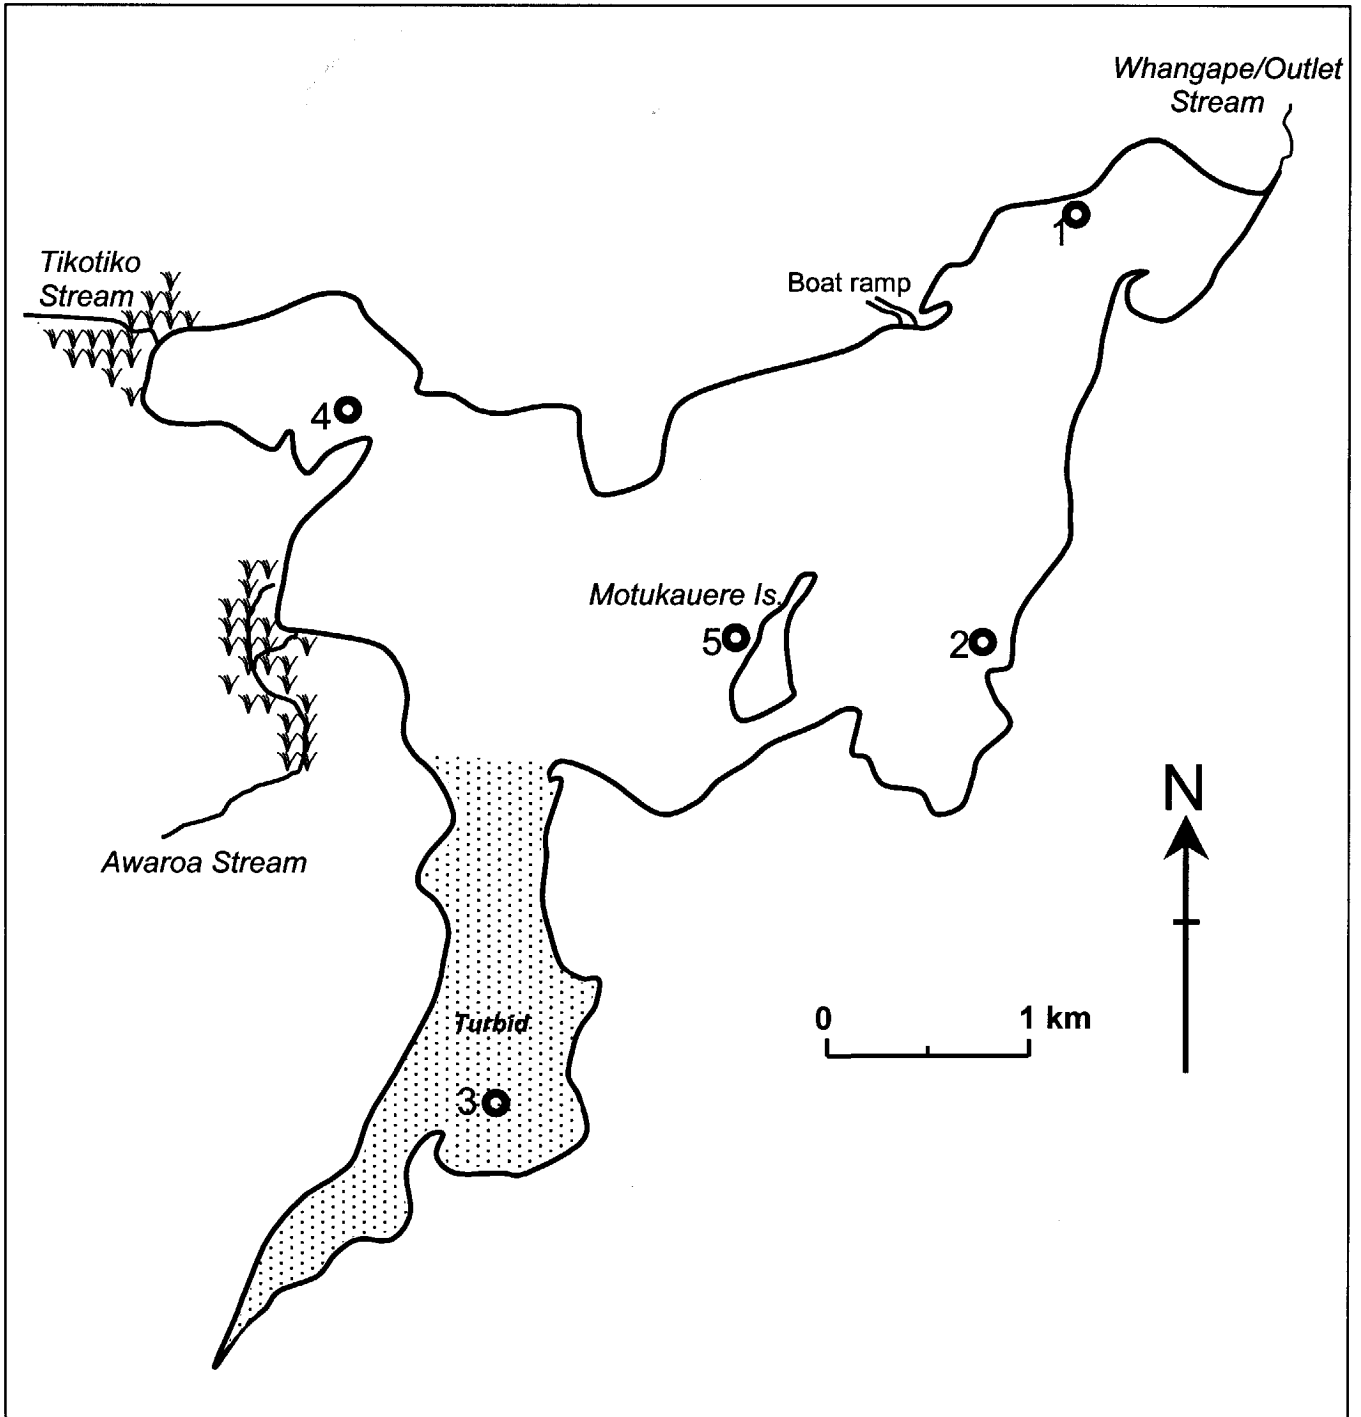 Whangape/Outlet
Stream
1
Tikotiko
Stream
Boat ramp
4
Motukauere Is.
5
2
N
Awaroa Stream
0 1 km
Turbid
3